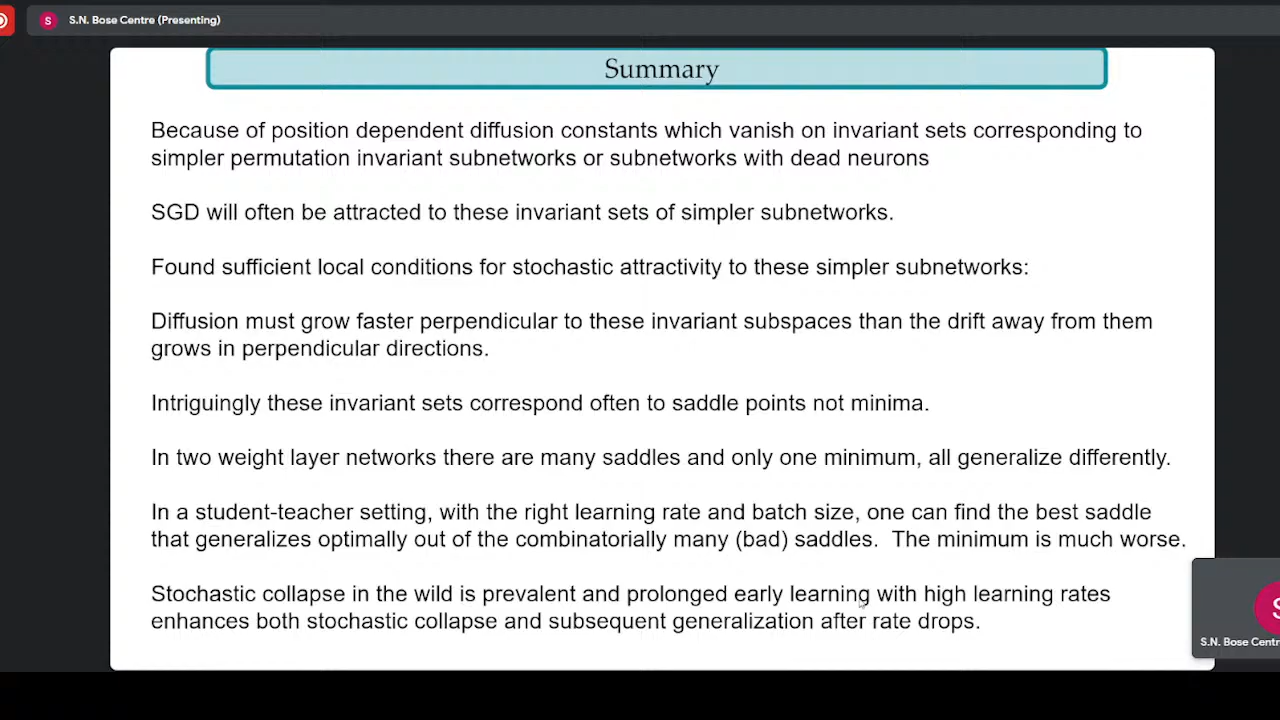 S
S.N. Bose Centre (Presenting)
Summary
Because of position dependent diffusion constants which vanish on invariant sets corresponding to
simpler permutation invariant subnetworks or subnetworks with dead neurons
SGD will often be attracted to these invariant sets of simpler subnetworks.
Found sufficient local conditions for stochastic attractivity to these simpler subnetworks:
Diffusion must grow faster perpendicular to these invariant subspaces than the drift away from them
grows in perpendicular directions.
Intriguingly these invariant sets correspond often to saddle points not minima.
In two weight layer networks there are many saddles and only one minimum, all generalize differently.
In a student-teacher setting, with the right learning rate and batch size, one can find the best saddle
that generalizes optimally out of the combinatorially many (bad) saddles.  The minimum is much worse.
Stochastic collapse in the wild is prevalent and prolonged early learning with high learning rates
enhances both stochastic collapse and subsequent generalization after rate drops.
S
S.N. Bose Centr